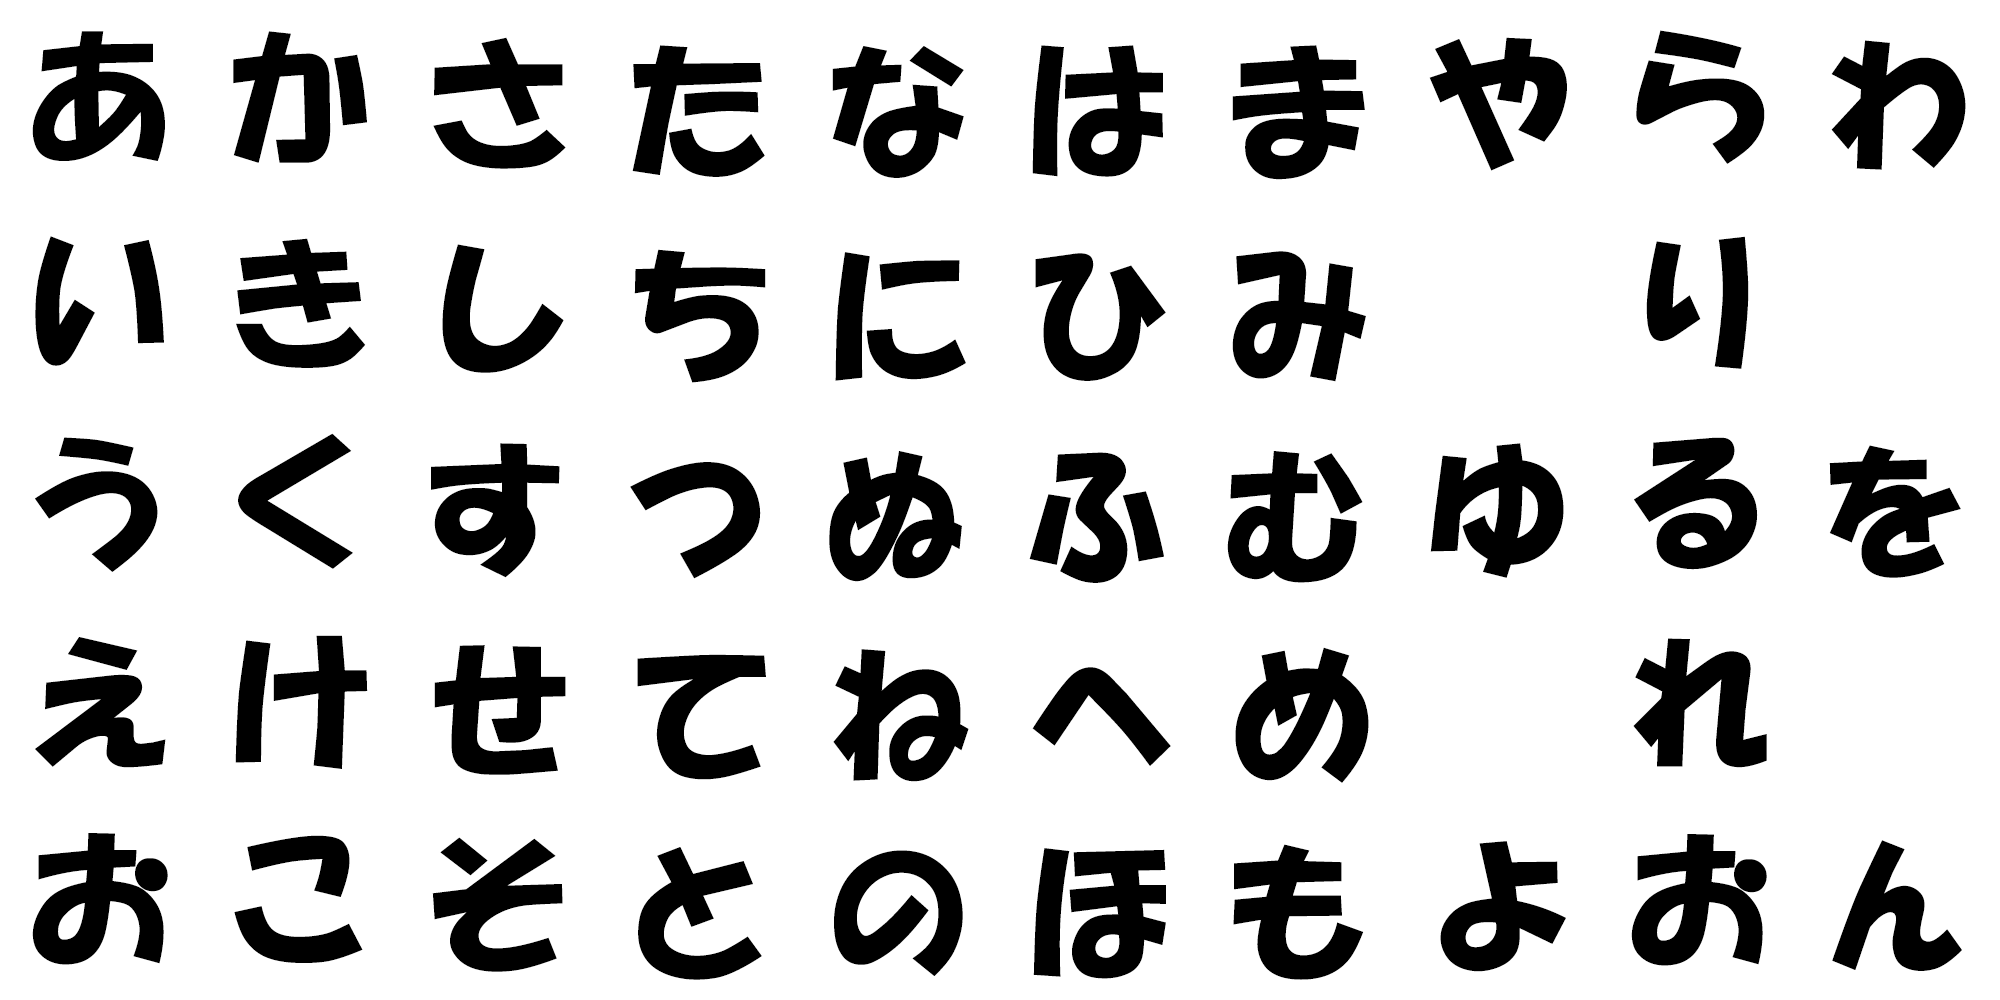 あ か さ た な は ま や ら わ
い き し ち に ひ み り
う く す つ ぬ ふ む ゆ る を
え け せ て ね へ め れ
お こ そ と の ほ も よ お ん